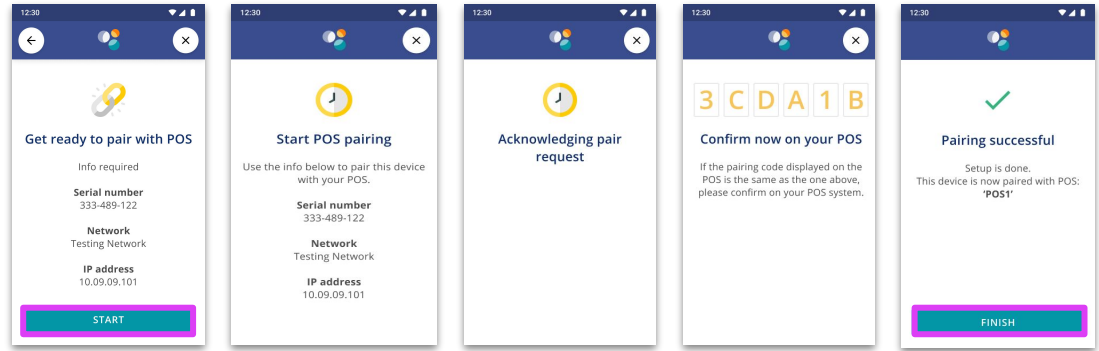 12:30
Get ready to pair with POS
Info required
Serial number
333-489-122
Network
Testing Network
IP address
10.09.09.101
START
12:30
Start POS pairing
Use the info below to pair this device
with your POS.
Serial number
333-489-122
Network
Testing Network
IP address
10.09.09.101
12:30
Acknowledging pair
request
12:30
3 C D A 1 B
Confirm now on your POS
If the pairing code displayed on the
POS is the same as the one above,
please confirm on your POS system.
12:30
Pairing successful
Setup is done.
This device is now paired with POS:
‘POS1’
FINISH